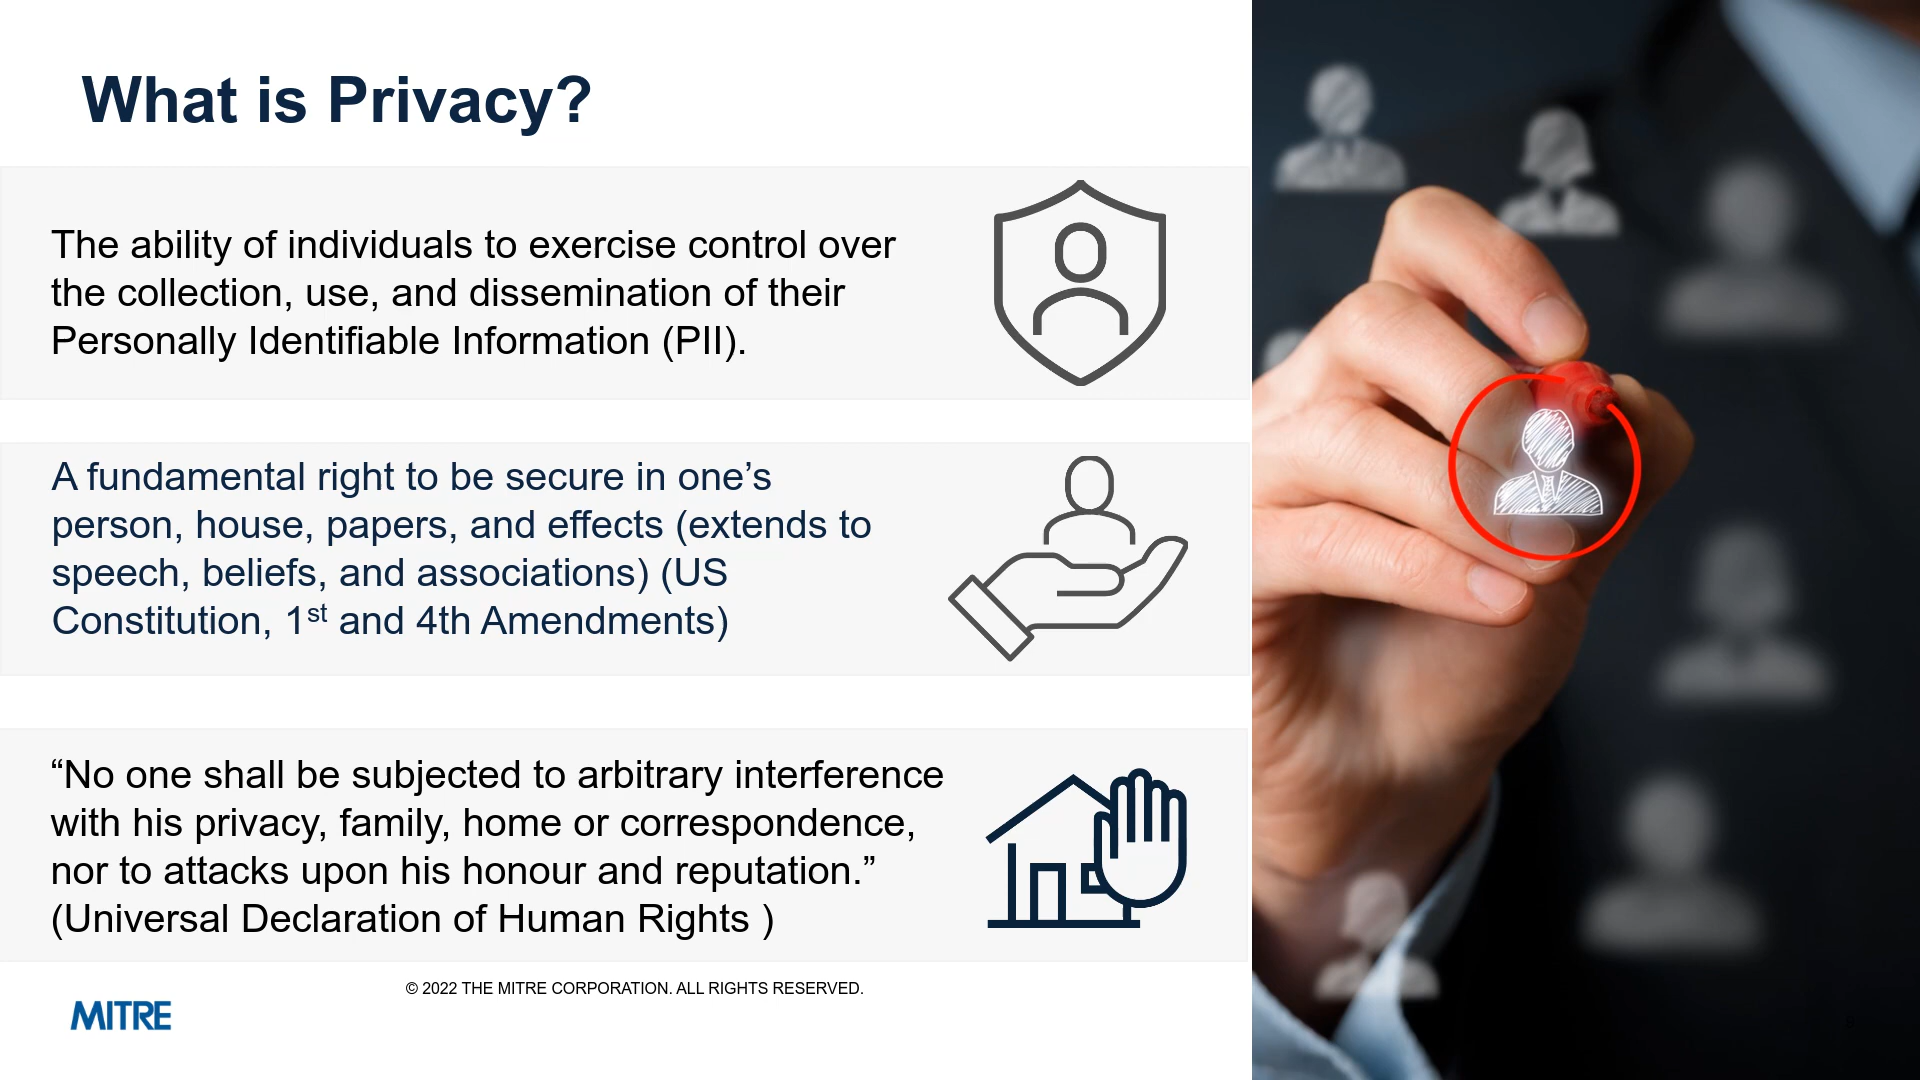 What is Privacy?
The ability of individuals to exercise control over
the collection, use, and dissemination of their
Personally Identifiable Information (PII).
A fundamental right to be secure in one’s
person, house, papers, and effects (extends to
speech, beliefs, and associations) (US
Constitution, 1st and 4th Amendments)
“No one shall be subjected to arbitrary interference
with his privacy, family, home or correspondence,
nor to attacks upon his honour and reputation.”
(Universal Declaration of Human Rights )
© 2022 THE MITRE CORPORATION. ALL RIGHTS RESERVED.
MITRE